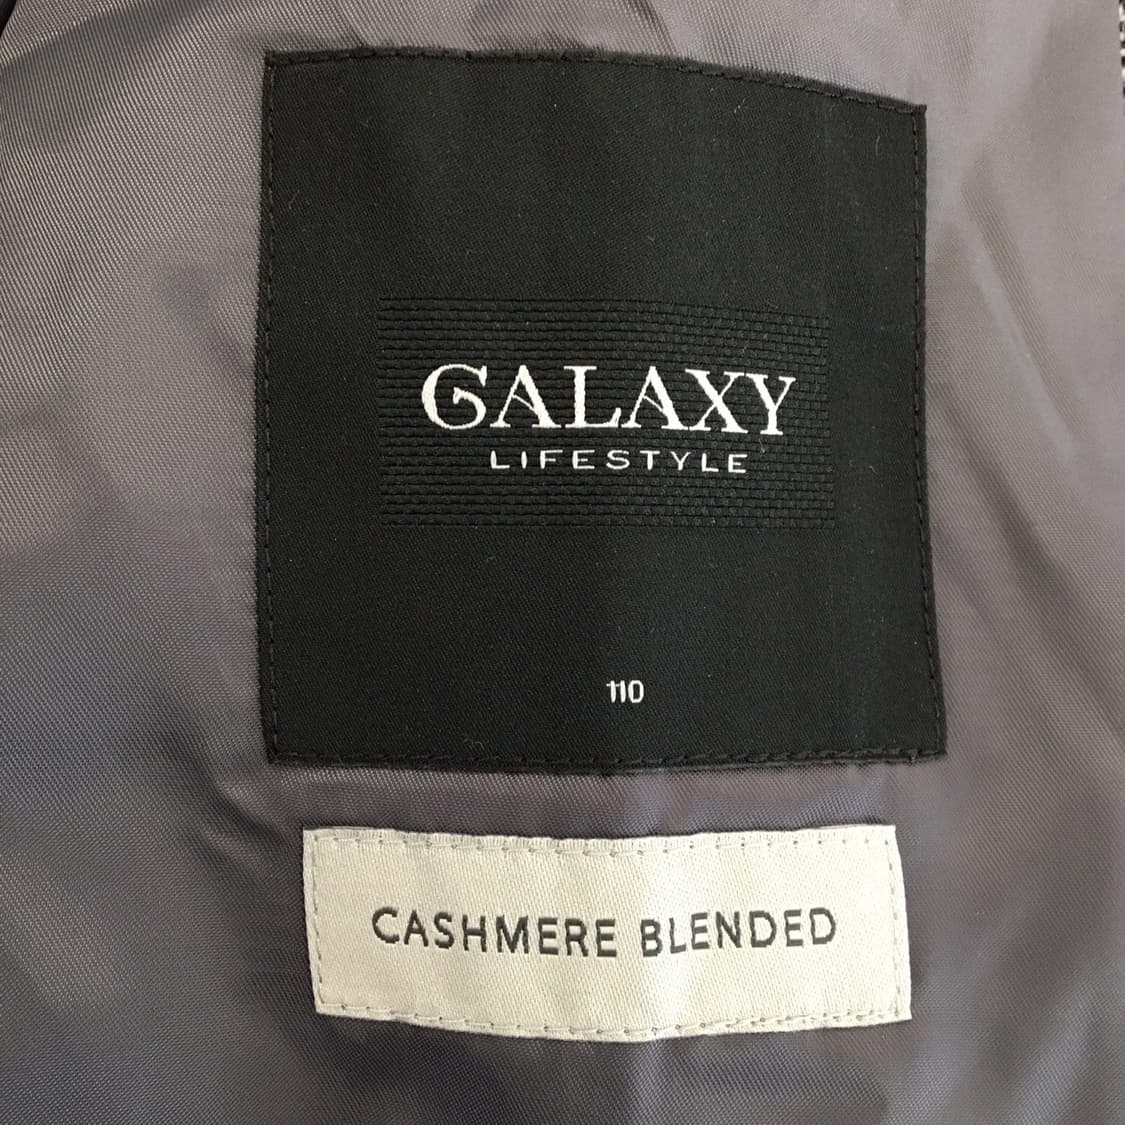 GALAXY
LIFESTYLE
110
CASHMERE BLENDED